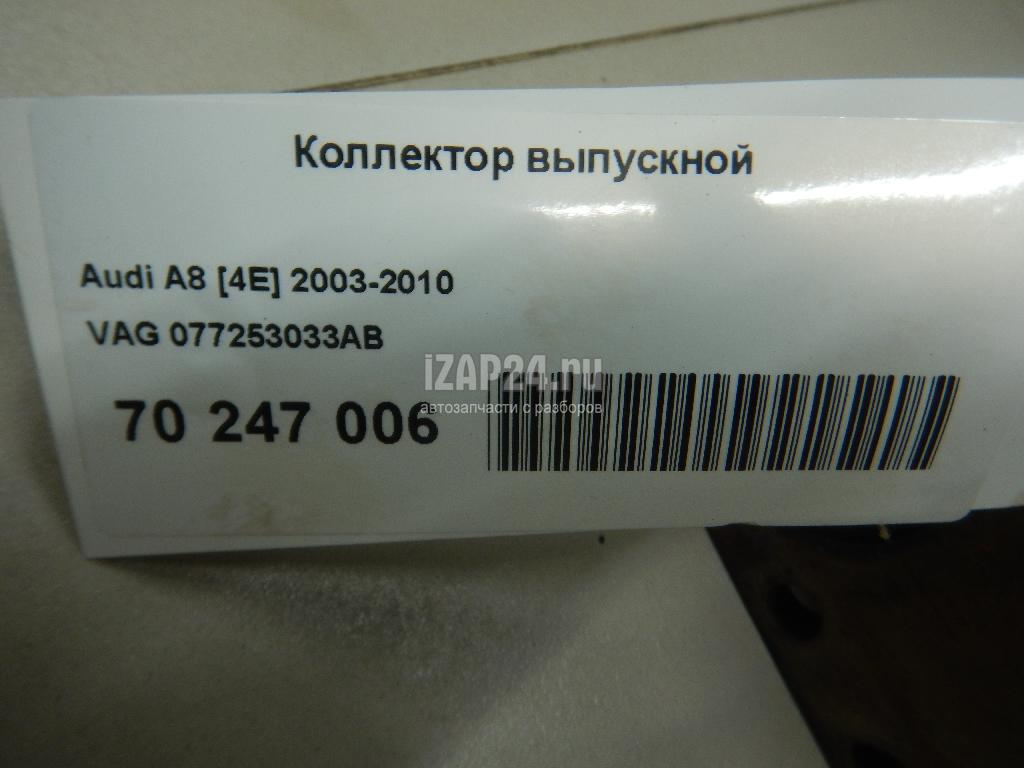 Коллектор выпускной
Audi A8 [4E] 2003-2010
VAG 077253033AB
iZAP24.ru
70 247 006
автозапчасти с разборов